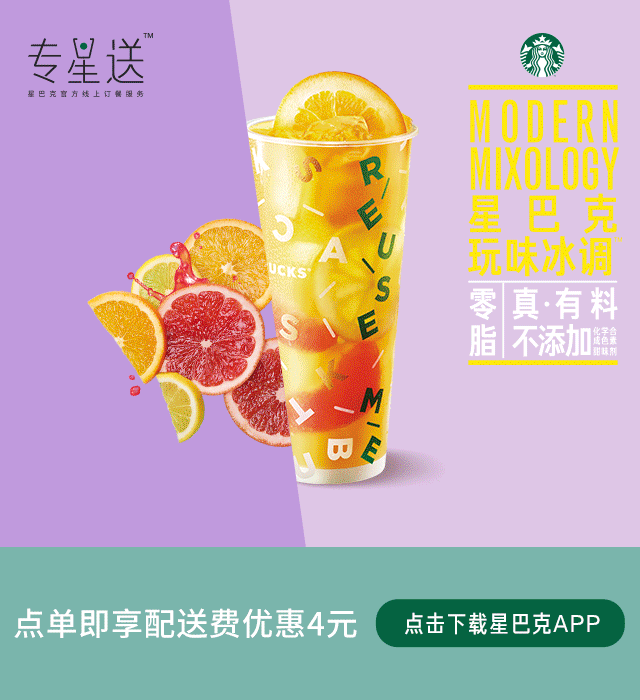 专星送™
星巴克官方线上订餐服务
MODERN
MIXOLOGY
星巴克
玩味冰调™
零脂
真·有料
不添加
化学合
成色素
甜味剂
REUSE ME
UCKS
点单即享配送费优惠4元
点击下载星巴克APP